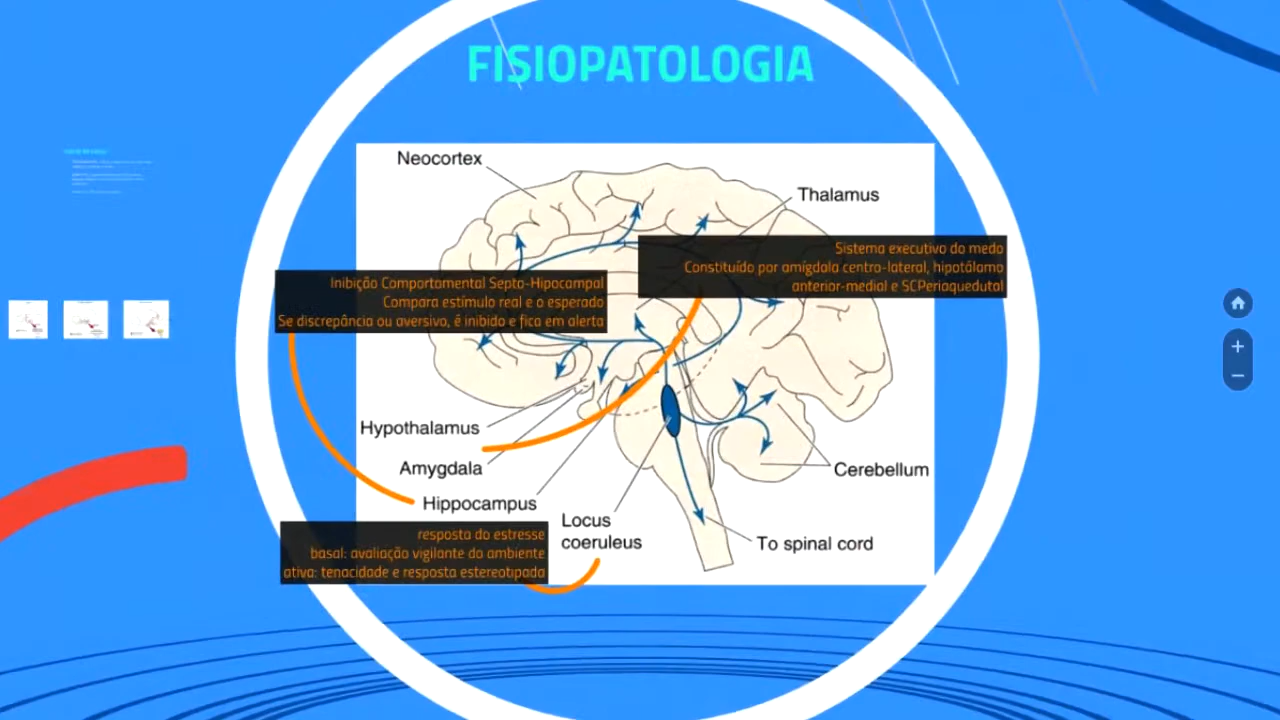 FISIOPATOLOGIA
Neocortex
Thalamus
Sistema executivo do medo
Constituído por amígdala centro-lateral, hipotálamo
anterior-medial e SCPeriaquedutal
Inibição Comportamental Septo-Hipocampal
Compara estímulo real e o esperado
Se discrepância ou aversivo, é inibido e fica em alerta
Hypothalamus
Amygdala
Cerebellum
Hippocampus
Locus
coeruleus
To spinal cord
resposta do estresse
basal: avaliação vigilante do ambiente
ativa: tenacidade e resposta estereotipada